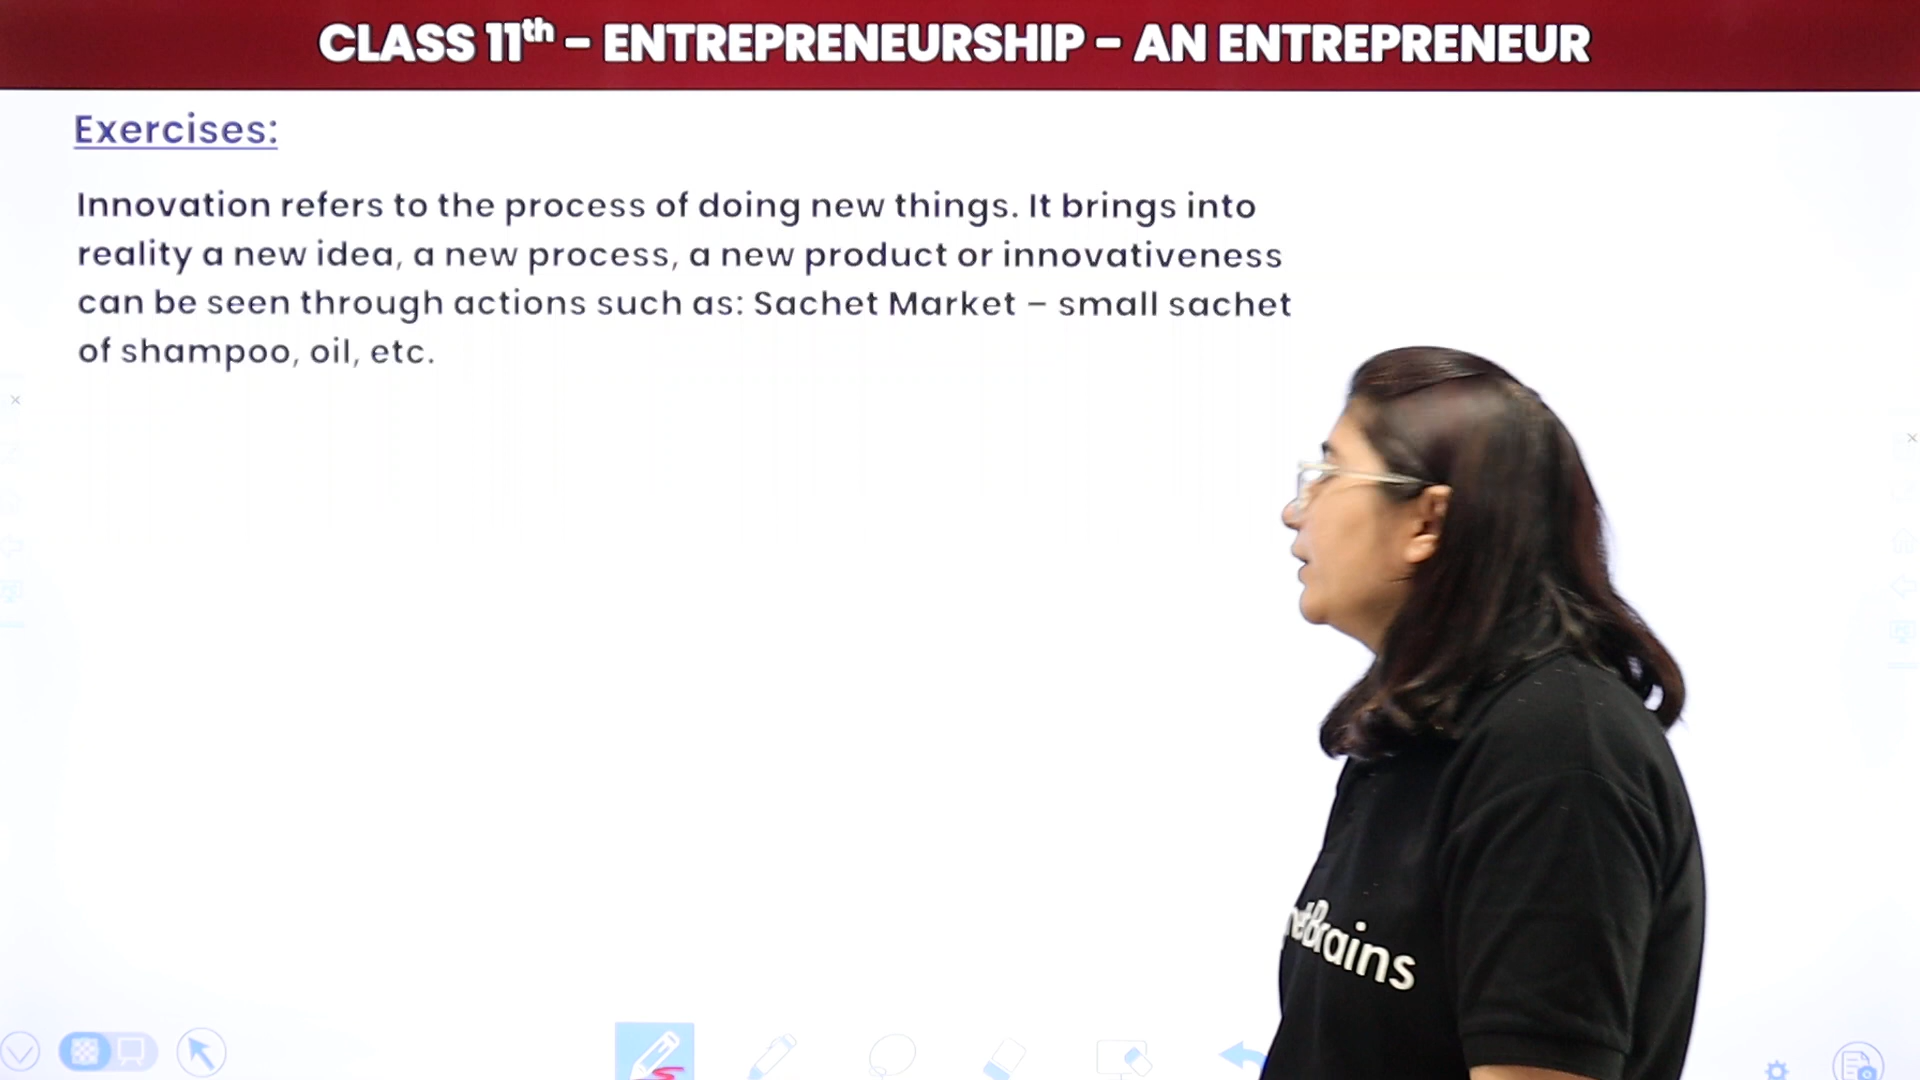 CLASS 11th – ENTREPRENEURSHIP – AN ENTREPRENEUR
Exercises:
Innovation refers to the process of doing new things. It brings into
reality a new idea, a new process, a new product or innovativeness
can be seen through actions such as: Sachet Market – small sachet
of shampoo, oil, etc.
netBrains